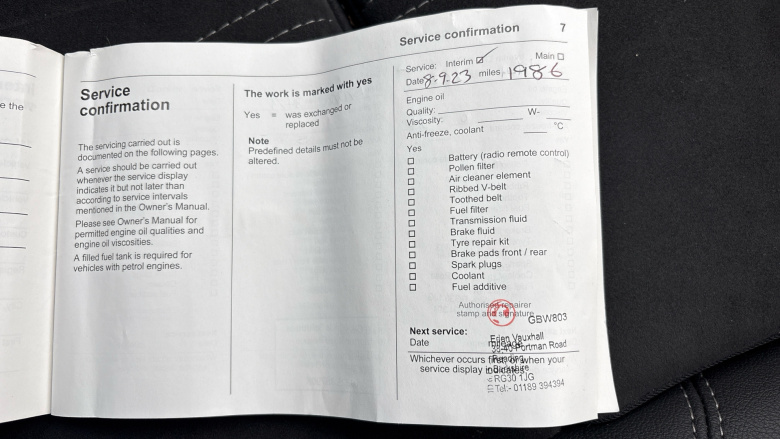 e the
Service
confirmation
The servicing carried out is
documented on the following pages.
A service should be carried out
whenever the service display
indicates it but not later than
according to service intervals
mentioned in the Owner's Manual.
Please see Owner's Manual for
permitted engine oil qualities and
engine oil viscosities.
A filled fuel tank is required for
vehicles with petrol engines.
The work is marked with yes
Yes = was exchanged or
replaced
Note
Predefined details must not be
altered.
Service confirmation 7
Service: Interim Main
Date 8.9.23 miles 1986
Engine oil
Quality:
Viscosity: W-
Anti-freeze, coolant °C
Yes
Battery (radio remote control)
Pollen filter
Air cleaner element
Ribbed V-belt
Toothed belt
Fuel filter
Transmission fluid
Brake fluid
Tyre repair kit
Brake pads front / rear
Spark plugs
Coolant
Fuel additive
Authorised repairer
stamp and signature
GBW803
Next service:
Date mileage
Vauxhall
Portman Road
Whichever occurs first, or when your
service display indicates
Reading
Berkshire
RG30 1JG
Tel:- 01189 394394